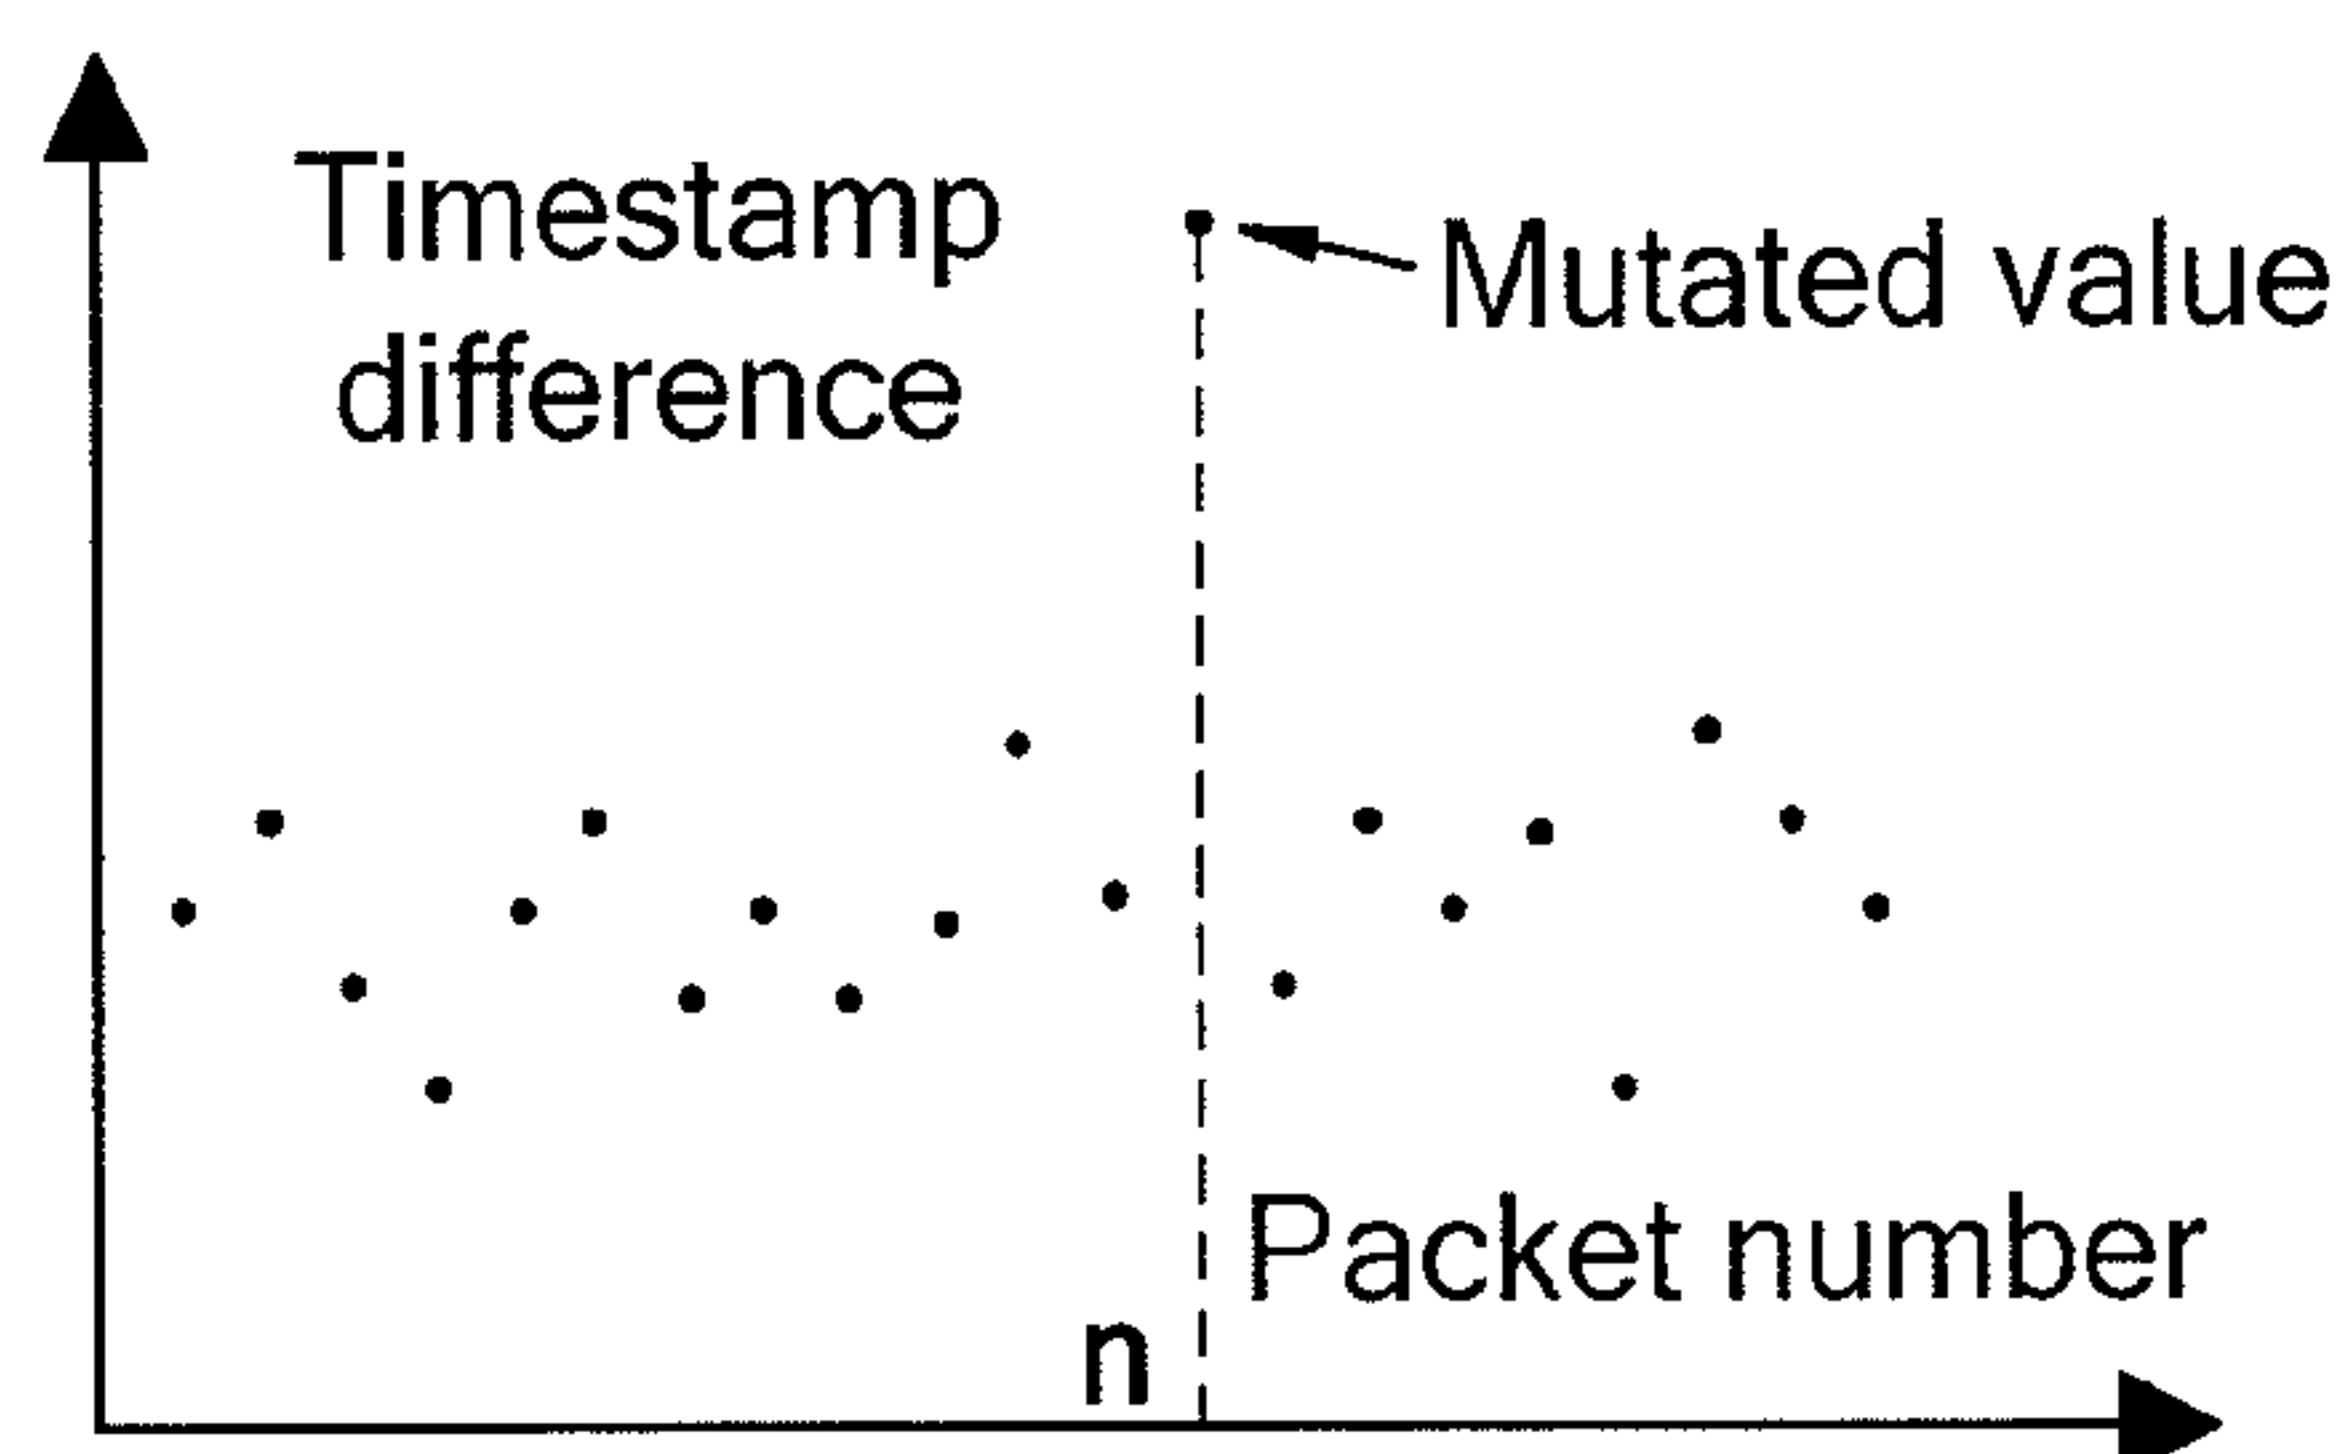 Timestamp
difference
Mutated value
Packet number
n